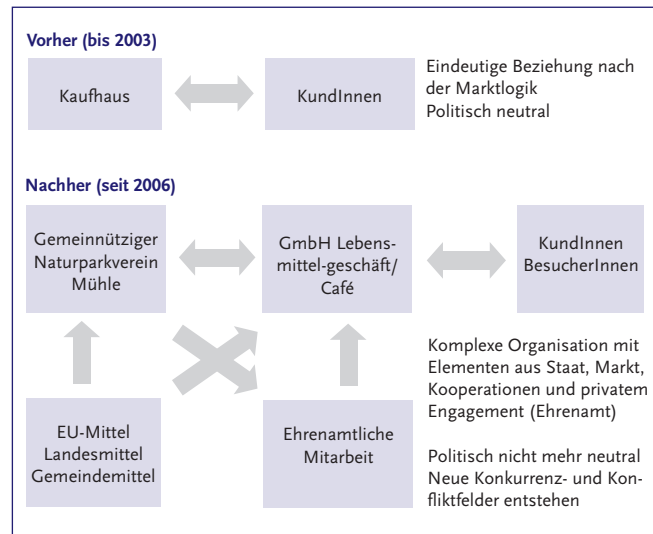 Vorher (bis 2003)
Kaufhaus
KundInnen
Eindeutige Beziehung nach
der Marktlogik
Politisch neutral
Nachher (seit 2006)
Gemeinnütziger
Naturparkverein
Mühle
GmbH Lebens-
mittel-geschäft/
Café
KundInnen
BesucherInnen
EU-Mittel
Landesmittel
Gemeindemittel
Ehrenamtliche
Mitarbeit
Komplexe Organisation mit
Elementen aus Staat, Markt,
Kooperationen und privatem
Engagement (Ehrenamt)
Politisch nicht mehr neutral
Neue Konkurrenz- und Kon-
fliktfelder entstehen